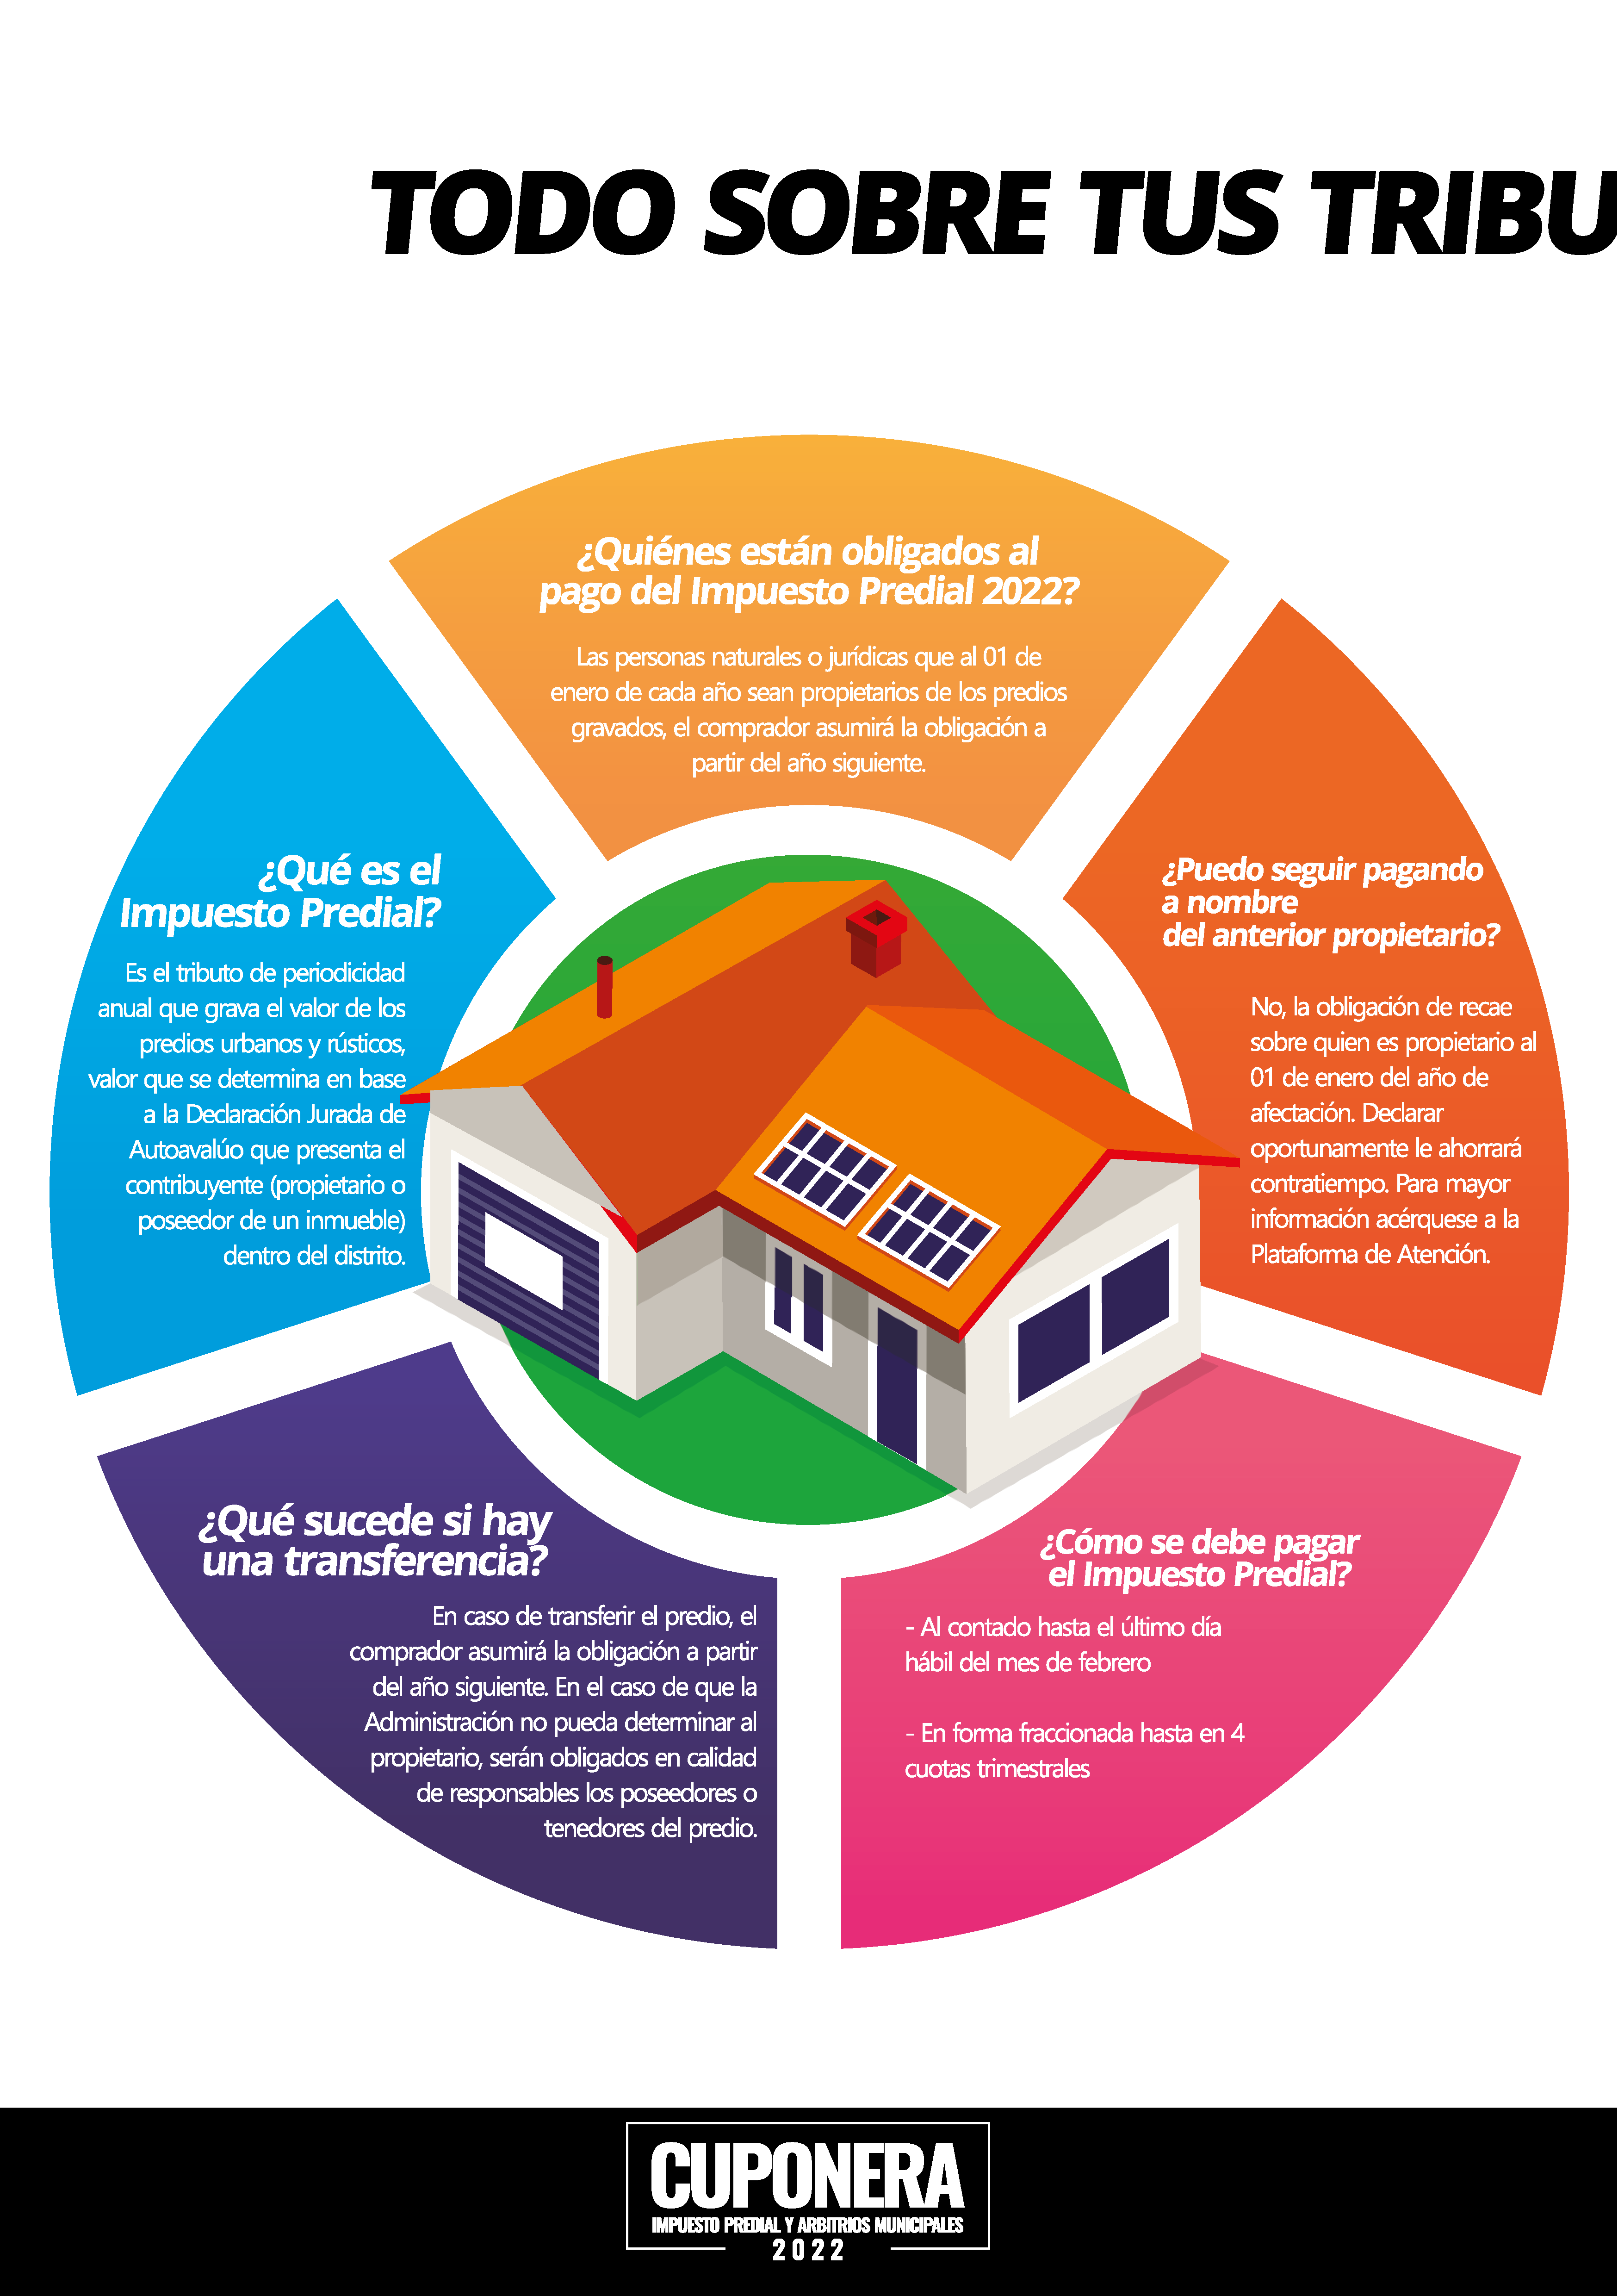 TODO SOBRE TUS TRIBU
¿Quiénes están obligados al
pago del Impuesto Predial 2022?
Las personas naturales o jurídicas que al 01 de
enero de cada año sean propietarios de los predios
gravados, el comprador asumirá la obligación a
partir del año siguiente.
¿Qué es el
Impuesto Predial?
Es el tributo de periodicidad
anual que grava el valor de los
predios urbanos y rústicos,
valor que se determina en base
a la Declaración Jurada de
Autoavalúo que presenta el
contribuyente (propietario o
poseedor de un inmueble)
dentro del distrito.
¿Puedo seguir pagando
a nombre
del anterior propietario?
No, la obligación de recae
sobre quien es propietario al
01 de enero del año de
afectación. Declarar
oportunamente le ahorrará
contratiempo. Para mayor
información acérquese a la
Plataforma de Atención.
¿Qué sucede si hay
una transferencia?
En caso de transferir el predio, el
comprador asumirá la obligación a partir
del año siguiente. En el caso de que la
Administración no pueda determinar al
propietario, serán obligados en calidad
de responsables los poseedores o
tenedores del predio.
¿Cómo se debe pagar
el Impuesto Predial?
- Al contado hasta el último día
hábil del mes de febrero
- En forma fraccionada hasta en 4
cuotas trimestrales
CUPONERA
IMPUESTO PREDIAL Y ARBITRIOS MUNICIPALES
2022